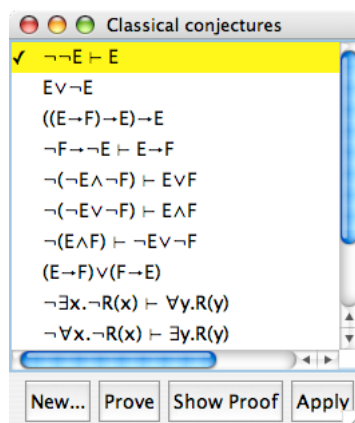 Classical conjectures
✓ ¬¬E ⊢ E
E∨¬E
((E→F)→E)→E
¬F→¬E ⊢ E→F
¬(¬E∧¬F) ⊢ E∨F
¬(¬E∨¬F) ⊢ E∧F
¬(E∧F) ⊢ ¬E∨¬F
(E→F)∨(F→E)
¬∃x.¬R(x) ⊢ ∀y.R(y)
¬∀x.¬R(x) ⊢ ∃y.R(y)
New... Prove Show Proof Apply